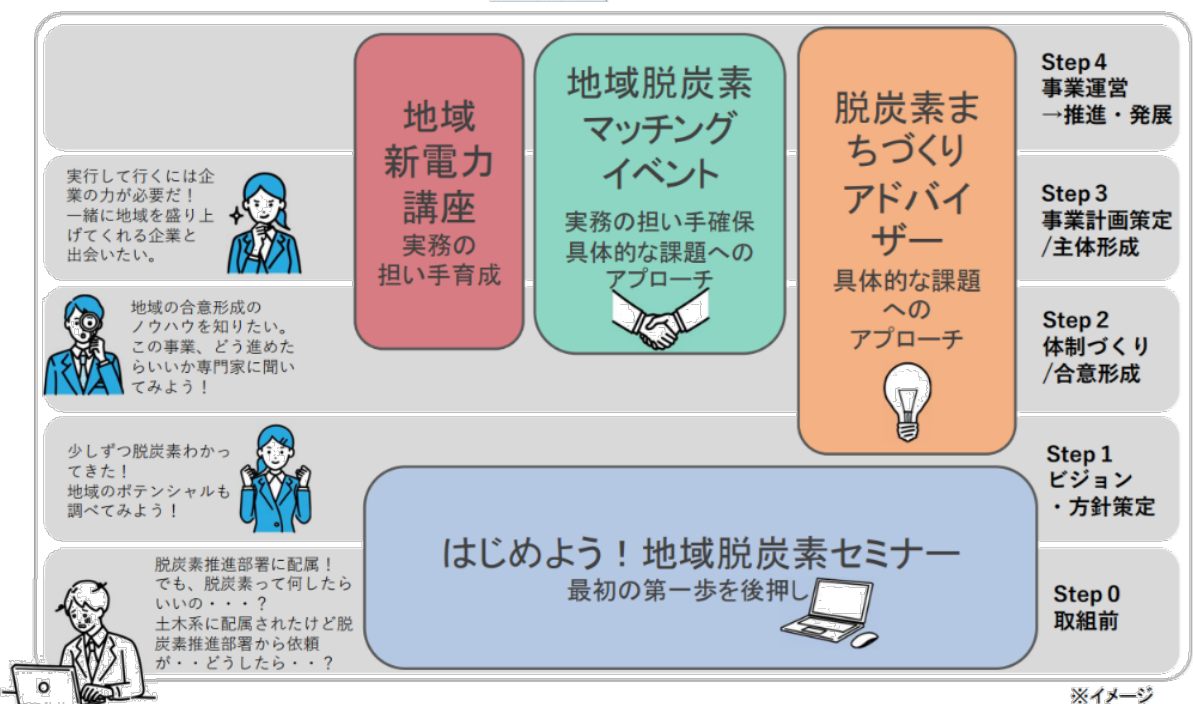 地域
新電力
講座
実務の
担い手育成
地域脱炭素
マッチング
イベント
実務の担い手確保
具体的な課題への
アプローチ
脱炭素ま
ちづくり
アドバイ
ザー
具体的な課題
への
アプローチ
Step 4
事業運営
→推進・発展
実行して行くには企
業の力が必要だ！
一緒に地域を盛り上
げてくれる企業と
出会いたい。
Step 3
事業計画策定
/主体形成
地域の合意形成の
ノウハウを知りたい。
この事業、どう進めた
らいいか専門家に聞い
てみよう！
Step 2
体制づくり
/合意形成
少しずつ脱炭素わかっ
てきた！
地域のポテンシャルも
調べてみよう！
Step 1
ビジョン
・方針策定
はじめよう！地域脱炭素セミナー
最初の第一歩を後押し
脱炭素推進部署に配属！
でも、脱炭素って何したら
いいの・・・？
土木系に配属されたけど脱
炭素推進部署から依頼
が・・どうしたら・・？
Step 0
取組前
※イメージ